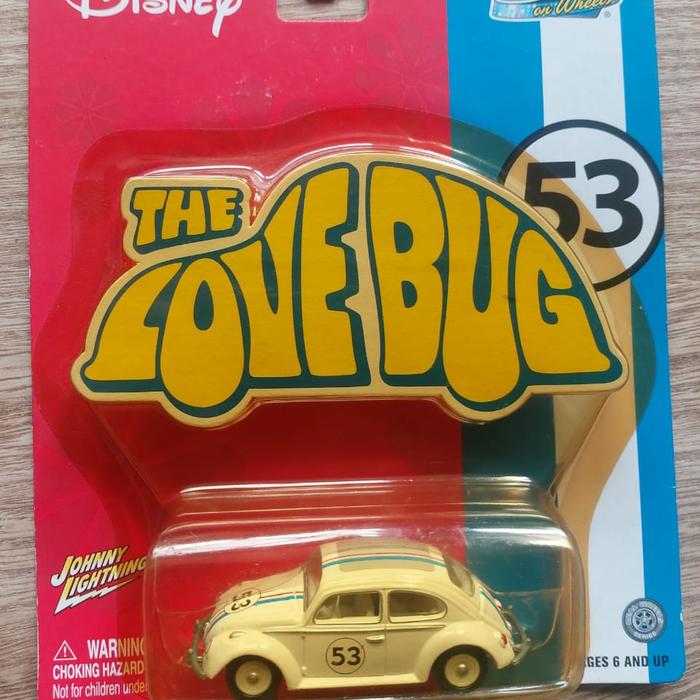 DISNEY
on Wheels
®
53
THE
LOVE BUG
JOHNNY
LIGHTNING
53
53
⚠ WARNING
CHOKING HAZARD
Not for children under
AGES 6 AND UP
SERIES